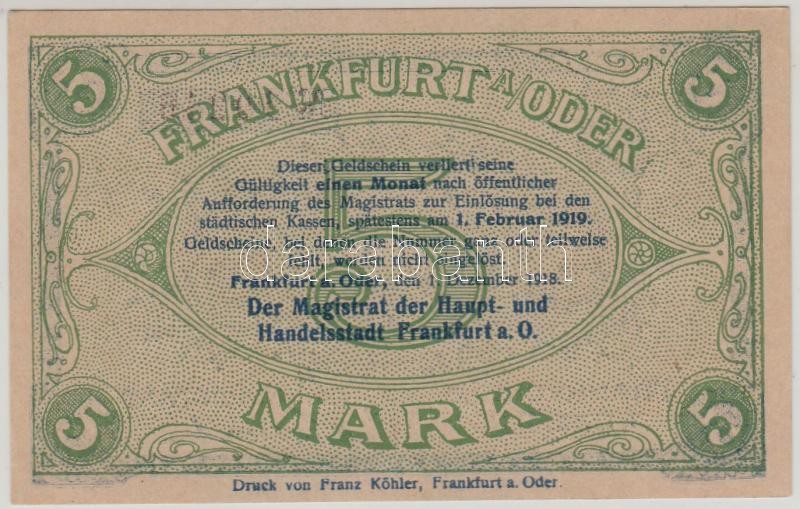 5 5
FRANKFURT A/ODER
5
Dieser Geldschein verliert seine
Gültigkeit einen Monat nach öffentlicher
Aufforderung des Magistrats zur Einlösung bei den
städtischen Kassen, spätestens am 1. Februar 1919.
Geldscheine, bei denen die Nummer ganz oder teilweise
fehlt, werden nicht eingelöst.
darabanth
Frankfurt a. Oder, den 1. Dezember 1918.
Der Magistrat der Haupt- und
Handelsstadt Frankfurt a. O.
MARK
5 5
Druck von Franz Köhler, Frankfurt a. Oder.